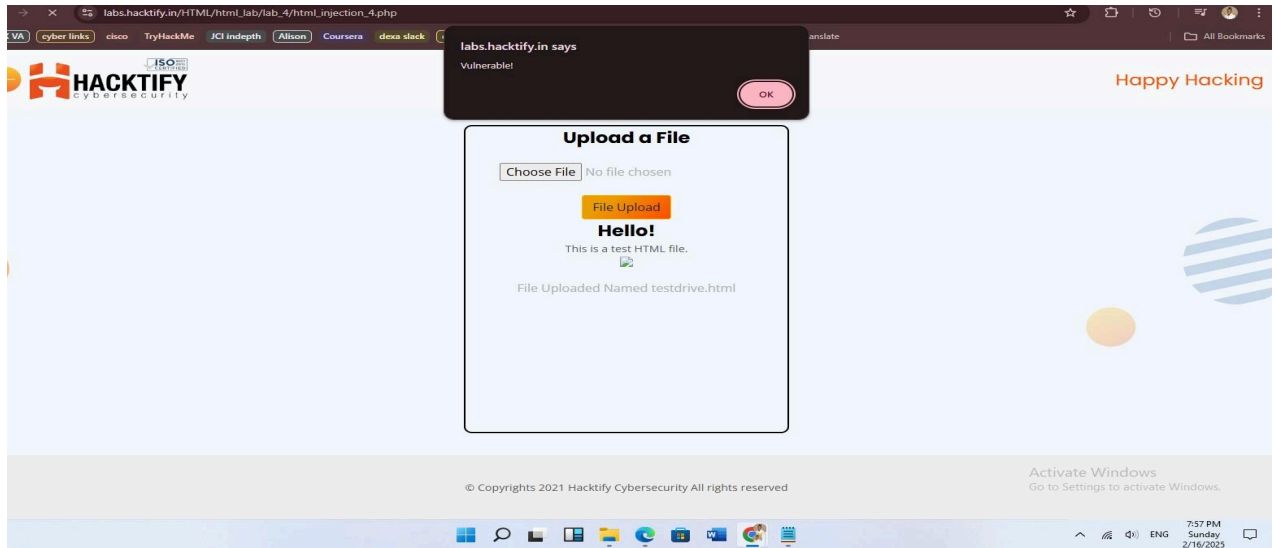 labs.hacktify.in/HTML/html_lab/lab_4/html_injection_4.php
VA cyber links cisco TryHackMe JCI indepth Alison Coursera dexa slack anslate All Bookmarks
labs.hacktify.in says
Vulnerable!
OK
ISO
CERTIFIED
HACKTIFY
cybersecurity
Happy Hacking
Upload a File
Choose File No file chosen
File Upload
Hello!
This is a test HTML file.
File Uploaded Named testdrive.html
Activate Windows
Go to Settings to activate Windows.
© Copyrights 2021 Hacktify Cybersecurity All rights reserved
ENG
7:57 PM
Sunday
2/16/2025